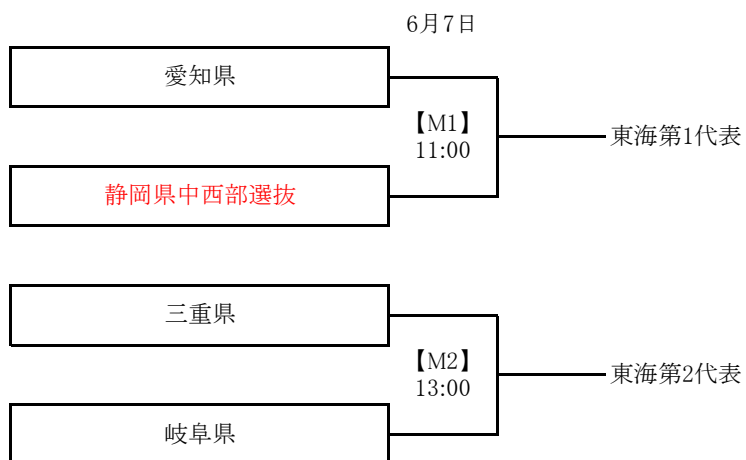 6月7日
愛知県
【M1】
11:00
東海第1代表
静岡県中西部選抜
三重県
【M2】
13:00
東海第2代表
岐阜県